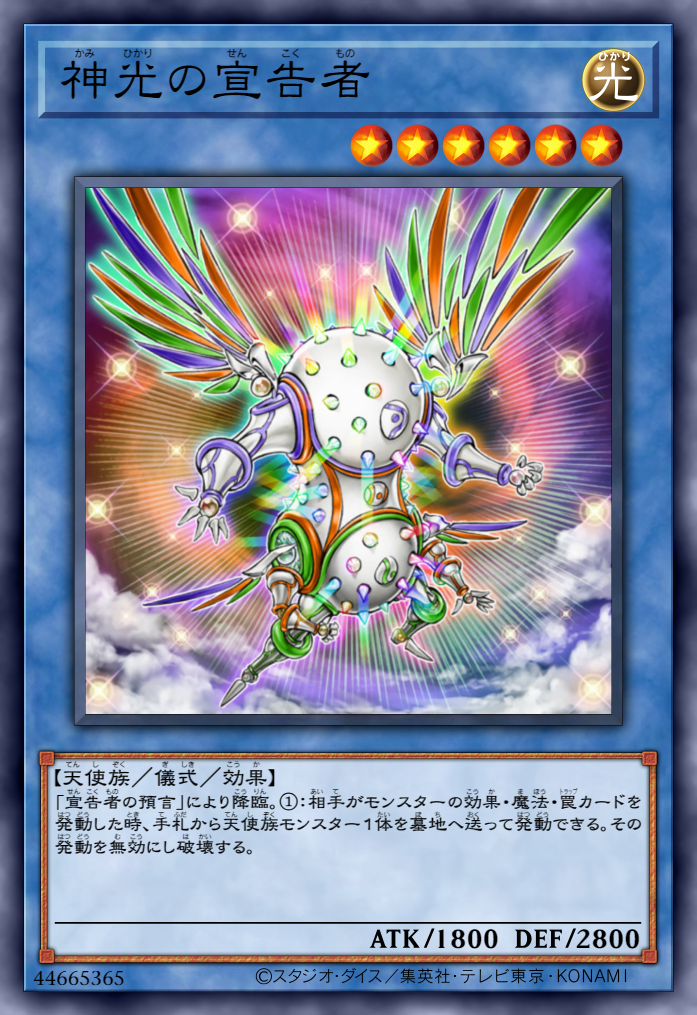 神光の宣告者
光
【天使族／儀式／効果】
「宣告者の預言」により降臨。①：相手がモンスターの効果・魔法・罠カードを
発動した時、手札から天使族モンスター１体を墓地へ送って発動できる。その
発動を無効にし破壊する。
ATK/1800 DEF/2800
44665365 ©スタジオ・ダイス／集英社・テレビ東京・KONAMI